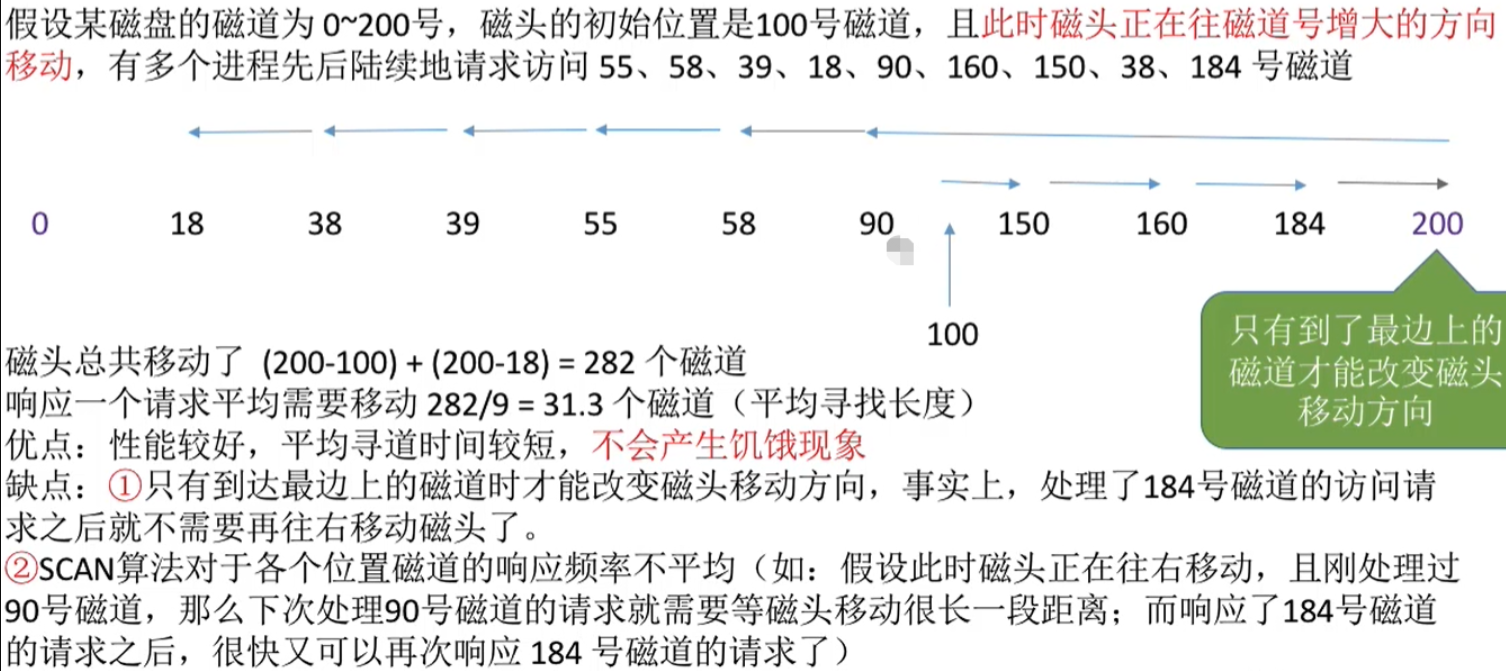 假设某磁盘的磁道为 0~200号，磁头的初始位置是100号磁道，且此时磁头正在往磁道号增大的方向
移动，有多个进程先后陆续地请求访问 55、58、39、18、90、160、150、38、184 号磁道
0 18 38 39 55 58 90 150 160 184 200
100
只有到了最边上的
磁道才能改变磁头
移动方向
磁头总共移动了 (200-100) + (200-18) = 282 个磁道
响应一个请求平均需要移动 282/9 = 31.3 个磁道（平均寻找长度）
优点：性能较好，平均寻道时间较短，不会产生饥饿现象
缺点：①只有到达最边上的磁道时才能改变磁头移动方向，事实上，处理了184号磁道的访问请
求之后就不需要再往右移动磁头了。
②SCAN算法对于各个位置磁道的响应频率不平均（如：假设此时磁头正在往右移动，且刚处理过
90号磁道，那么下次处理90号磁道的请求就需要等磁头移动很长一段距离；而响应了184号磁道
的请求之后，很快又可以再次响应 184 号磁道的请求了）